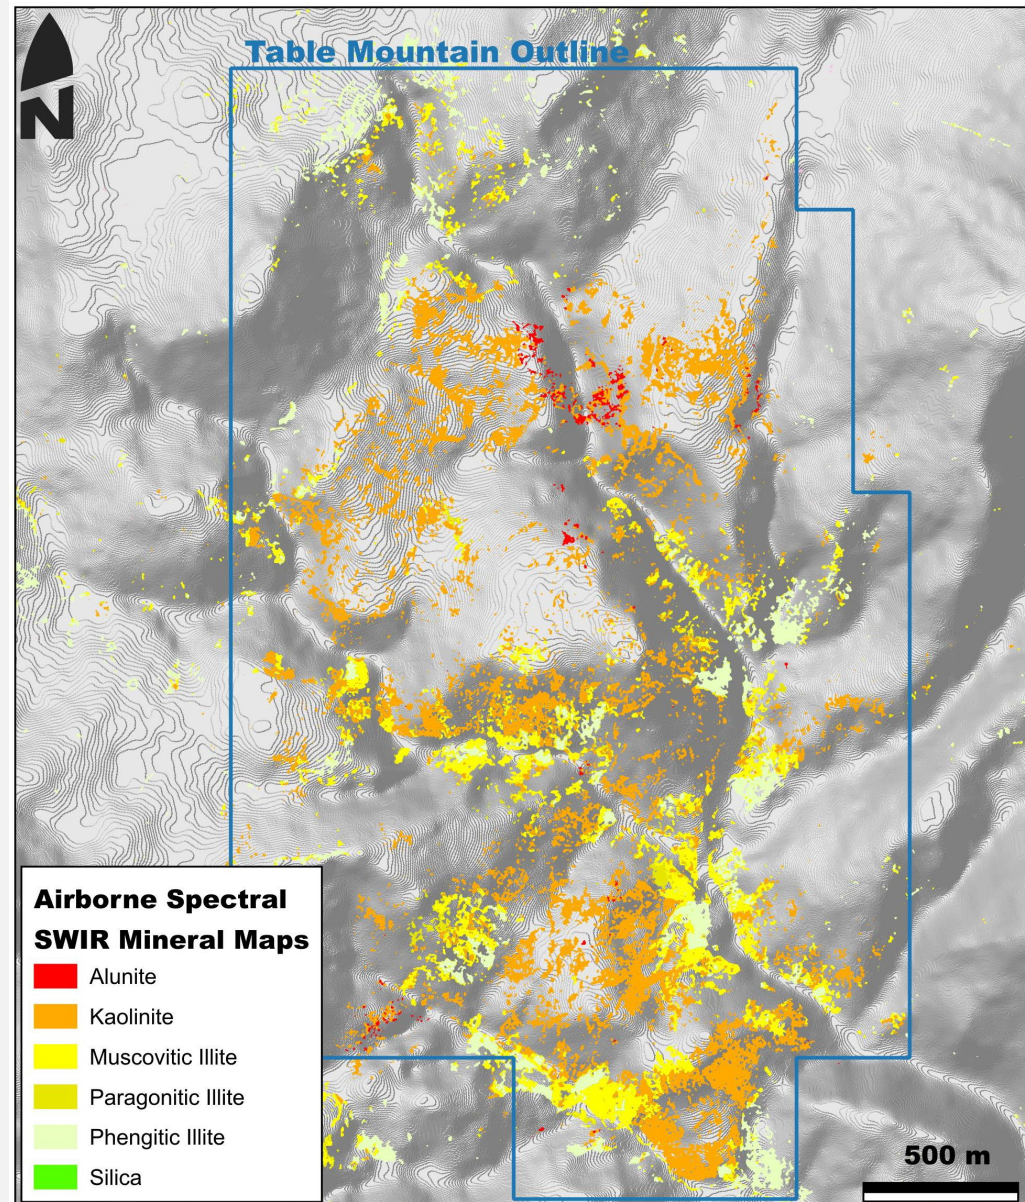 Table Mountain Outline
N
Airborne Spectral
SWIR Mineral Maps
Alunite
Kaolinite
Muscovitic Illite
Paragonitic Illite
Phengitic Illite
Silica
500 m